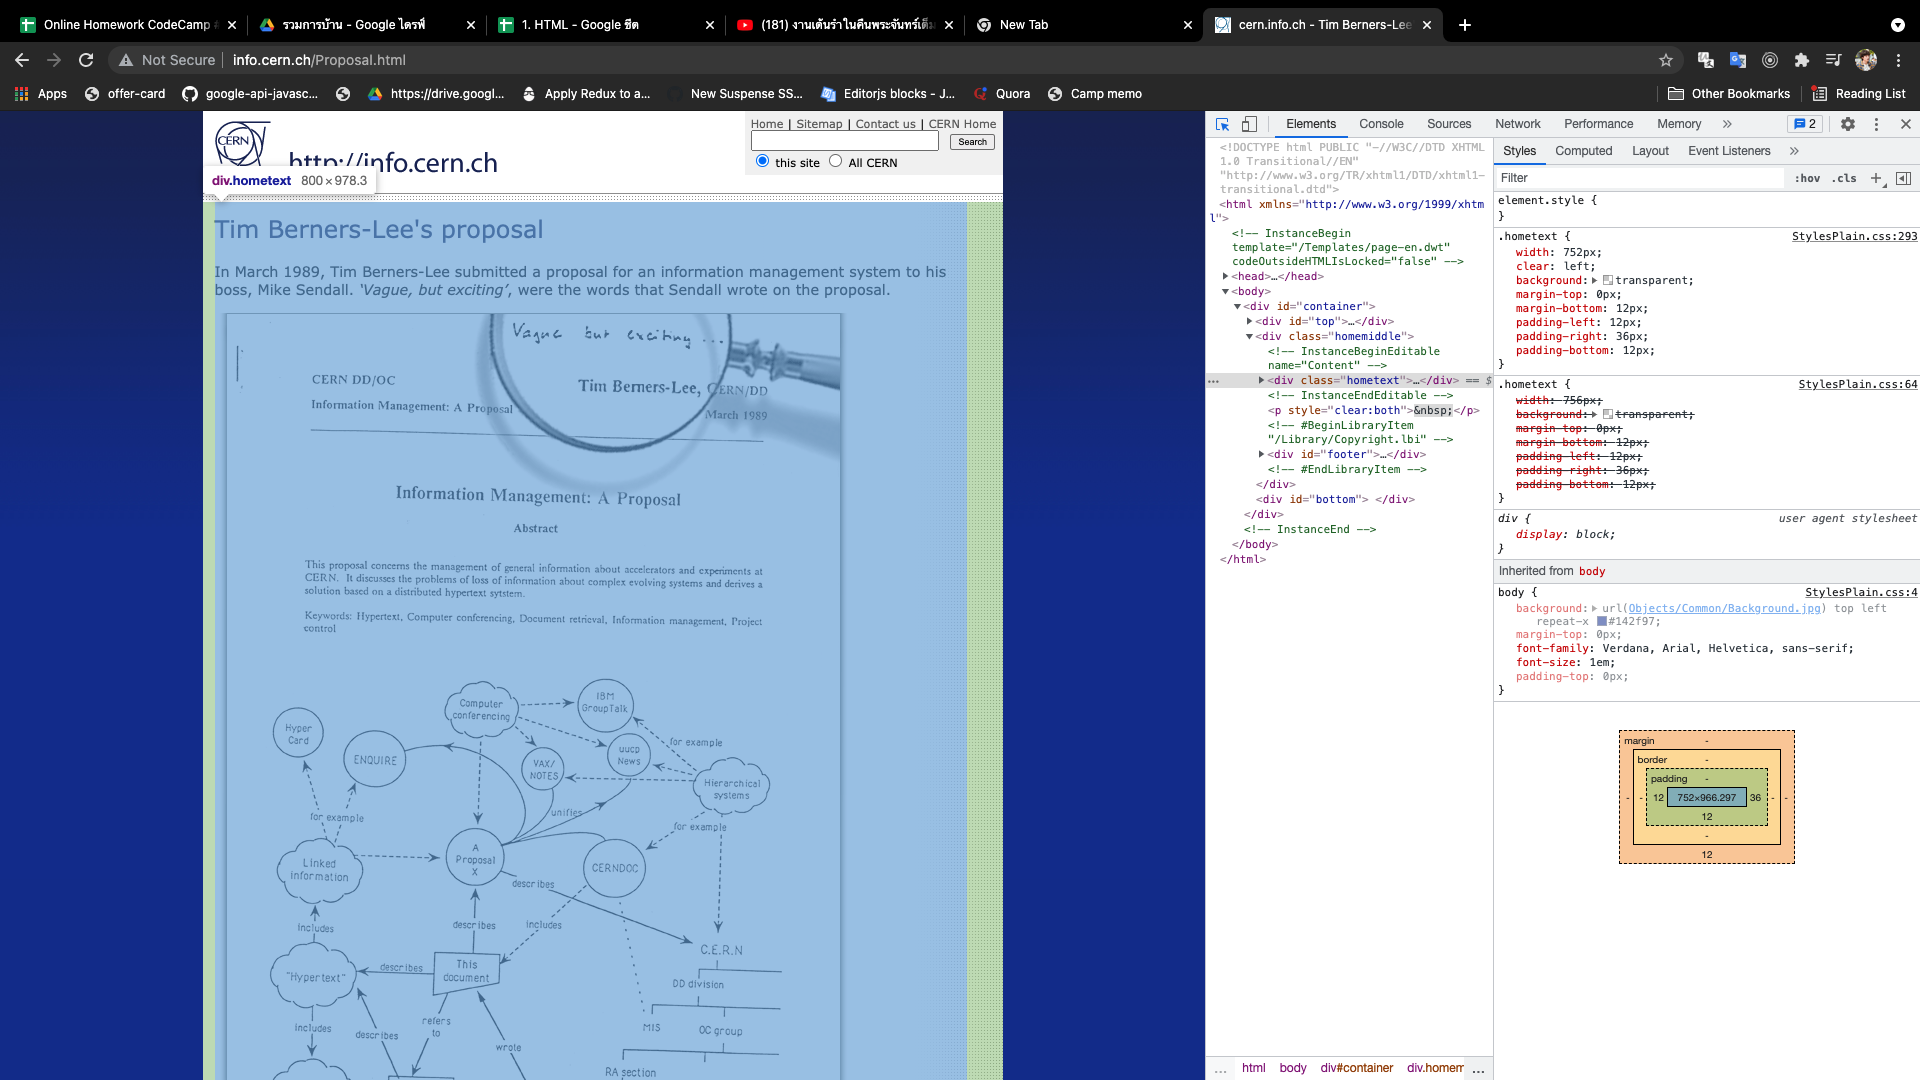 Online Homework CodeCamp #
รวมการบ้าน - Google ไดรฟ์
1. HTML - Google ชีต
(181) งานเต้นรำในคืนพระจันทร์เต็ม
New Tab
cern.info.ch - Tim Berners-Lee
Not Secure
info.cern.ch/Proposal.html
Apps
offer-card
google-api-javasc...
https://drive.googl...
Apply Redux to a...
New Suspense SS...
Editorjs blocks - J...
Quora
Camp memo
Other Bookmarks
Reading List
CERN
http://info.cern.ch
Home | Sitemap | Contact us | CERN Home
Search
this site
All CERN
div.hometext 800 × 978.3
Tim Berners-Lee's proposal
In March 1989, Tim Berners-Lee submitted a proposal for an information management system to his
boss, Mike Sendall. ‘Vague, but exciting’, were the words that Sendall wrote on the proposal.
Vague but exciting ...
CERN DD/OC
Tim Berners-Lee, CERN/DD
Information Management: A Proposal
March 1989
Information Management: A Proposal
Abstract
This proposal concerns the management of general information about accelerators and experiments at
CERN. It discusses the problems of loss of information about complex evolving systems and derives a
solution based on a distributed hypertext sytstem.
Keywords: Hypertext, Computer conferencing, Document retrieval, Information management, Project
control
Computer
conferencing
IBM
GroupTalk
Hyper
Card
ENQUIRE
VAX/
NOTES
uucp
News
for example
Hierarchical
systems
unifies
for example
for example
A
Proposal
X
CERNDOC
Linked
information
describes
includes
describes
includes
C.E.R.N
"Hypertext"
describes
This
document
DD division
includes
describes
refers
to
wrote
MIS
OC group
RA section
Elements
Console
Sources
Network
Performance
Memory
»
2
<!DOCTYPE html PUBLIC "-//W3C//DTD XHTML
1.0 Transitional//EN"
"http://www.w3.org/TR/xhtml1/DTD/xhtml1-
transitional.dtd">
<html xmlns="http://www.w3.org/1999/xhtm
l">
<!-- InstanceBegin
template="/Templates/page-en.dwt"
codeOutsideHTMLIsLocked="false" -->
<head>…</head>
<body>
<div id="container">
<div id="top">…</div>
<div class="homemiddle">
<!-- InstanceBeginEditable
name="Content" -->
<div class="hometext">…</div> == $
<!-- InstanceEndEditable -->
<p style="clear:both">&nbsp;</p>
<!-- #BeginLibraryItem
"/Library/Copyright.lbi" -->
<div id="footer">…</div>
<!-- #EndLibraryItem -->
</div>
<div id="bottom"> </div>
</div>
<!-- InstanceEnd -->
</body>
</html>
... html body div#container div.homem ...
Styles
Computed
Layout
Event Listeners
»
Filter
:hov .cls +
element.style {
}
.hometext { StylesPlain.css:293
width: 752px;
clear: left;
background: transparent;
margin-top: 0px;
margin-bottom: 12px;
padding-left: 12px;
padding-right: 36px;
padding-bottom: 12px;
}
.hometext { StylesPlain.css:64
width: 756px;
background: transparent;
margin-top: 0px;
margin-bottom: 12px;
padding-left: 12px;
padding-right: 36px;
padding-bottom: 12px;
}
div { user agent stylesheet
display: block;
}
Inherited from body
body { StylesPlain.css:4
background: url(Objects/Common/Background.jpg) top left
repeat-x #142f97;
margin-top: 0px;
font-family: Verdana, Arial, Helvetica, sans-serif;
font-size: 1em;
padding-top: 0px;
}
margin -
border -
padding -
- - 12 752×966.297 36 - -
12
-
12